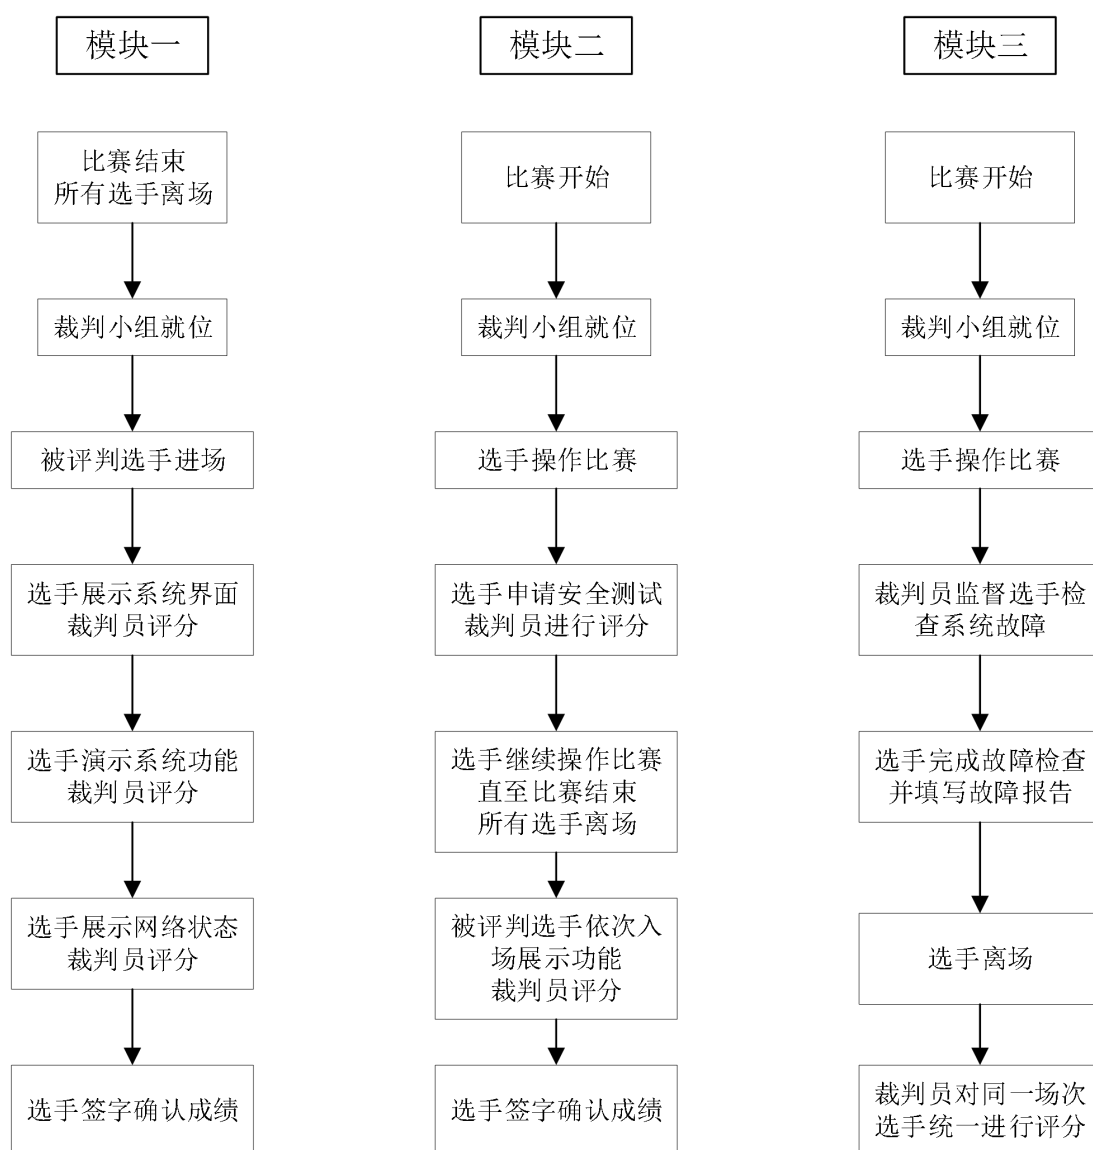 模块一
比赛结束
所有选手离场
裁判小组就位
被评判选手进场
选手展示系统界面
裁判员评分
选手演示系统功能
裁判员评分
选手展示网络状态
裁判员评分
选手签字确认成绩
模块二
比赛开始
裁判小组就位
选手操作比赛
选手申请安全测试
裁判员进行评分
选手继续操作比赛
直至比赛结束
所有选手离场
被评判选手依次入
场展示功能
裁判员评分
选手签字确认成绩
模块三
比赛开始
裁判小组就位
选手操作比赛
裁判员监督选手检
查系统故障
选手完成故障检查
并填写故障报告
选手离场
裁判员对同一场次
选手统一进行评分